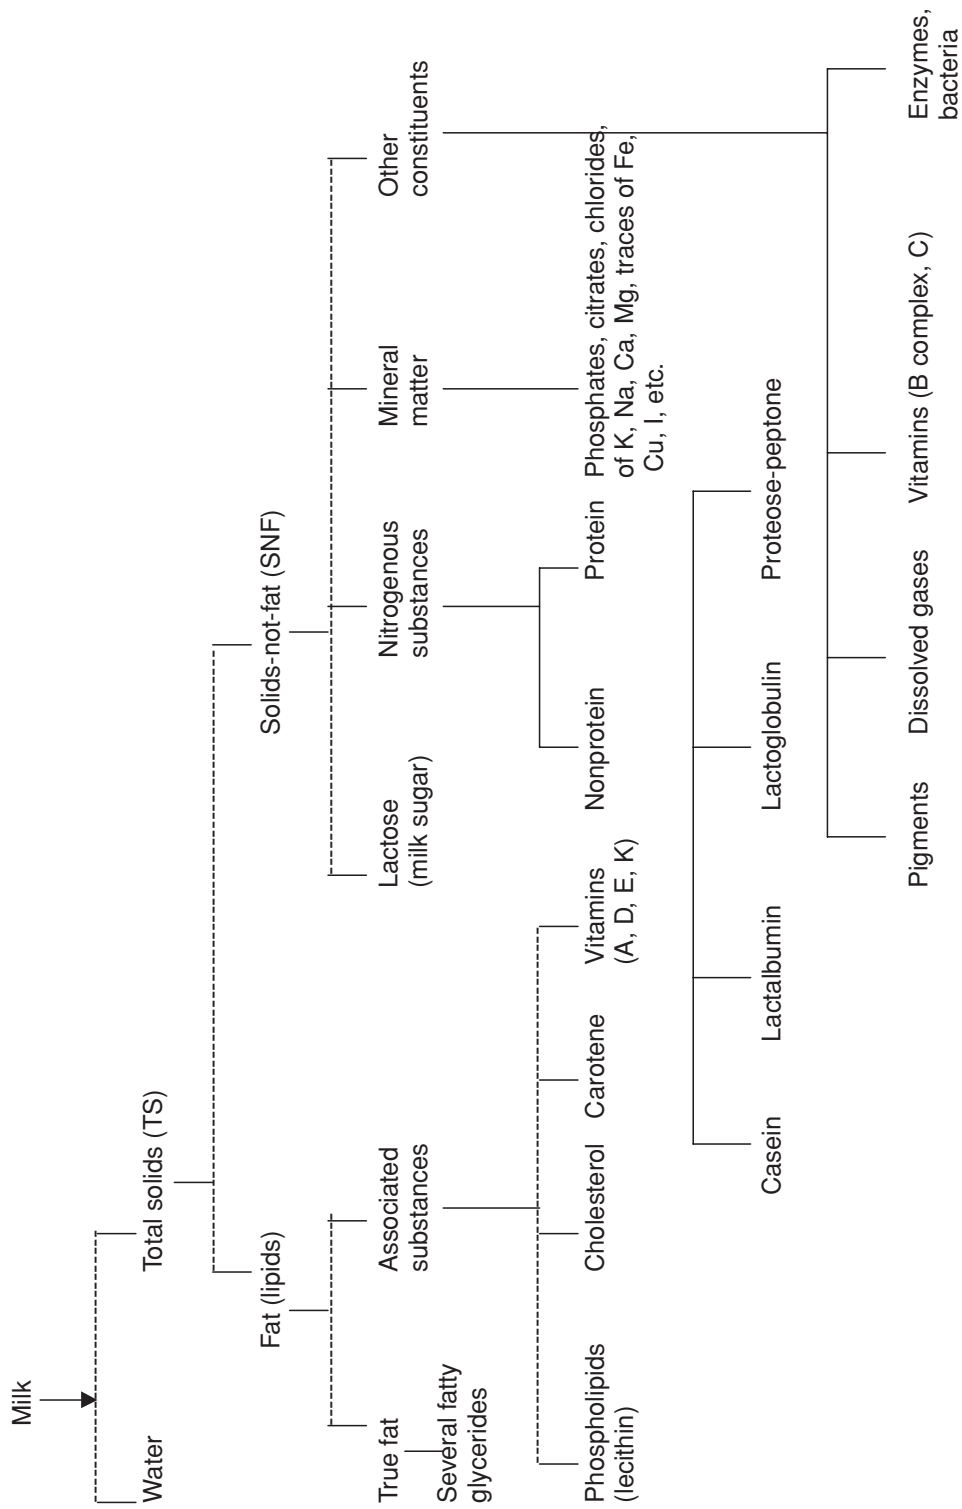 Milk
Water
Total solids (TS)
Fat (lipids)
Solids-not-fat (SNF)
True fat
Several fatty
glycerides
Associated
substances
Lactose
(milk sugar)
Nitrogenous
substances
Mineral
matter
Other
constituents
Phospholipids
(lecithin)
Cholesterol
Carotene
Vitamins
(A, D, E, K)
Nonprotein
Protein
Phosphates, citrates, chlorides,
of K, Na, Ca, Mg, traces of Fe,
Cu, I, etc.
Casein
Lactalbumin
Lactoglobulin
Proteose-peptone
Pigments
Dissolved gases
Vitamins (B complex, C)
Enzymes,
bacteria